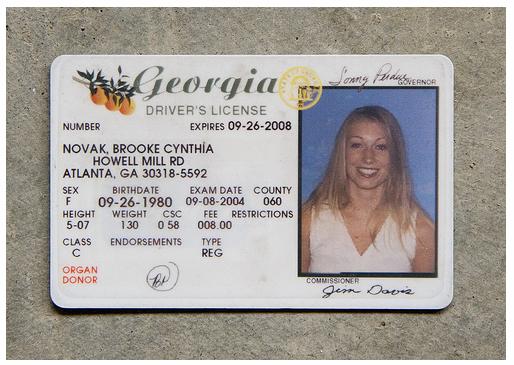 Georgia
Sonny Perdue
GOVERNOR
DRIVER'S LICENSE
NUMBER EXPIRES 09-26-2008
NOVAK, BROOKE CYNTHIA
HOWELL MILL RD
ATLANTA, GA 30318-5592
SEX BIRTHDATE EXAM DATE COUNTY
F 09-26-1980 09-08-2004 060
HEIGHT WEIGHT CSC FEE RESTRICTIONS
5-07 130 0 58 008.00
CLASS ENDORSEMENTS TYPE
C REG
ORGAN
DONOR
COMMISSIONER
Jim Davis